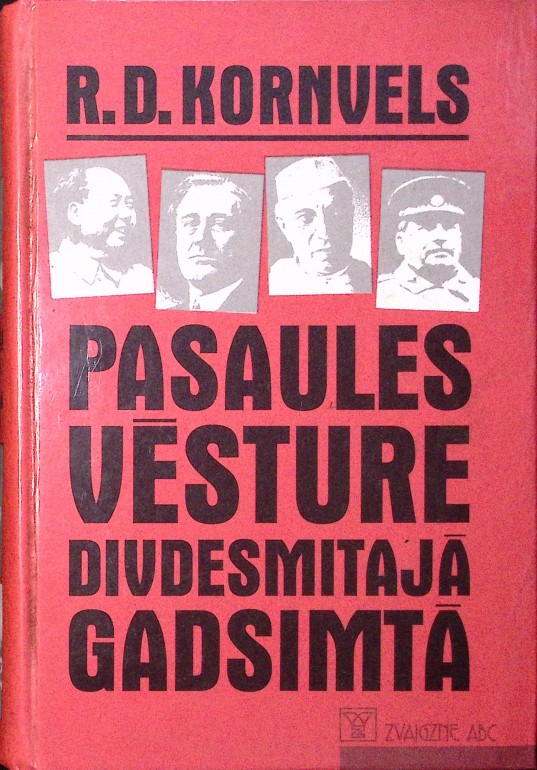 R.D. KORNVELS
PASAULES
VĒSTURE
DIVDESMITAJĀ
GADSIMTĀ
ZVAIGZNE ABC